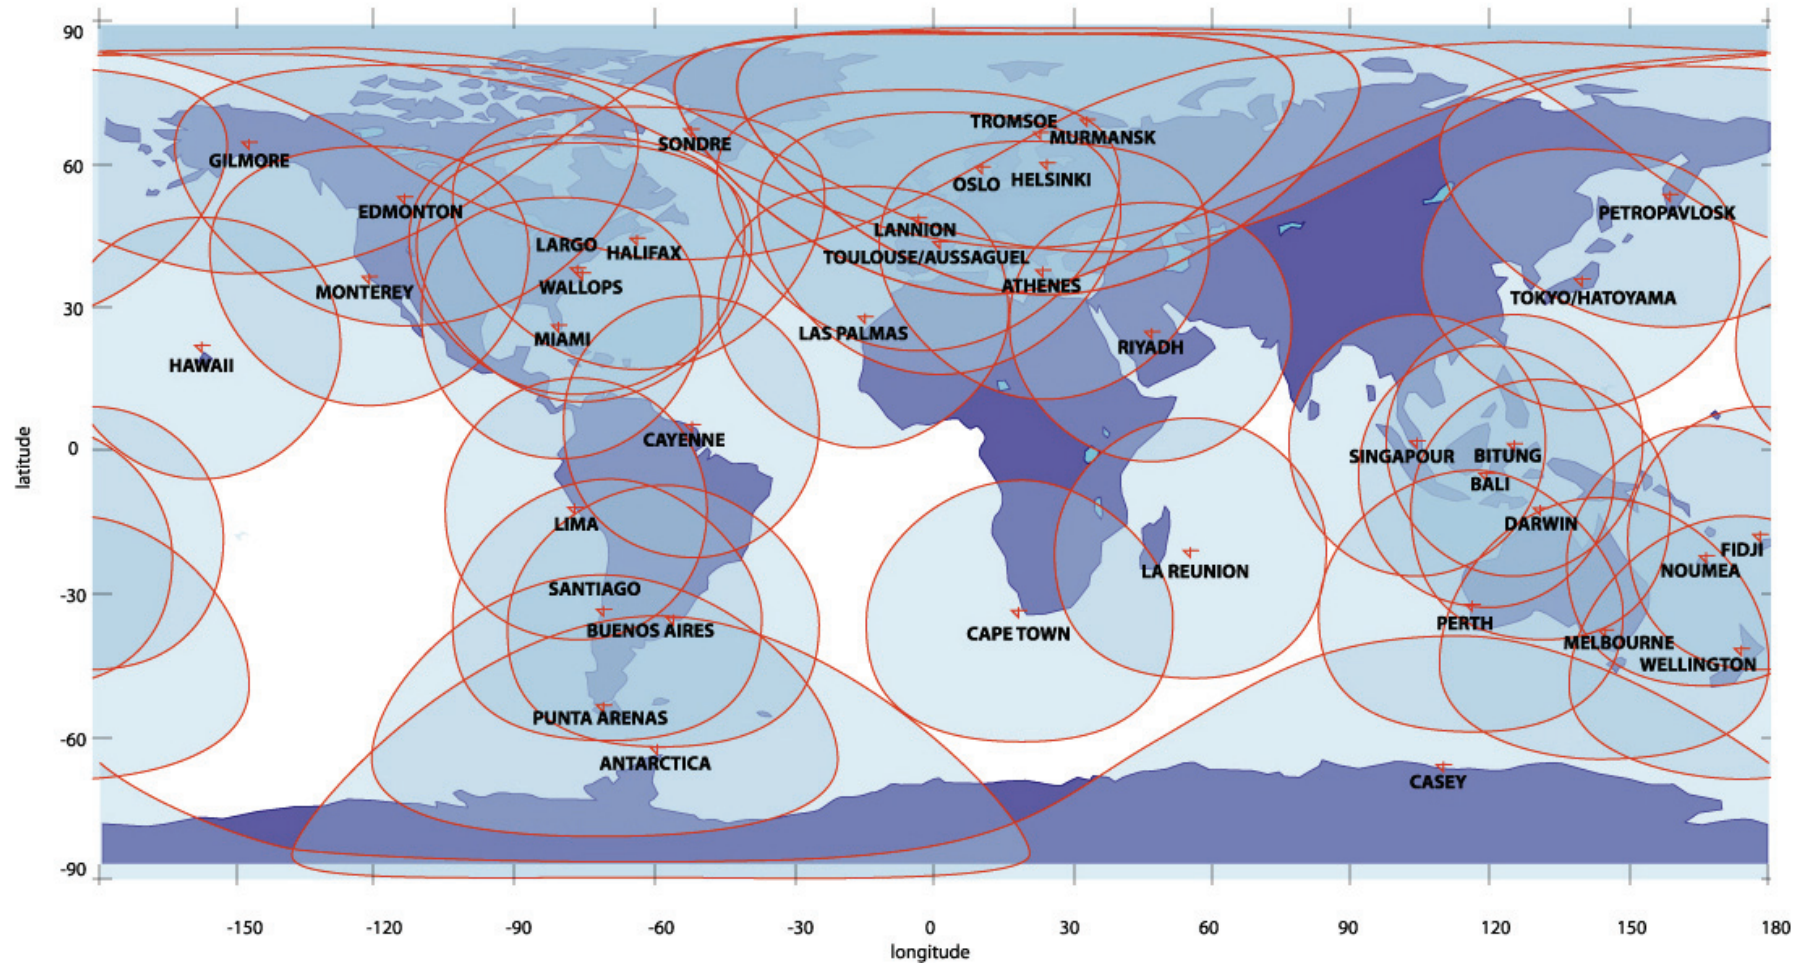 90
TROMSOE
MURMANSK
SONDRE
GILMORE
60
OSLO
HELSINKI
EDMONTON
PETROPAVLOSK
LANNION
LARGO
HALIFAX
TOULOUSE/AUSSAGUEL
WALLOPS
ATHENES
MONTEREY
TOKYO/HATOYAMA
30
LAS PALMAS
MIAMI
RIYADH
HAWAII
CAYENNE
0
SINGAPOUR
BITUNG
latitude
BALI
LIMA
DARWIN
FIDJI
LA REUNION
NOUMEA
SANTIAGO
-30
BUENOS AIRES
CAPE TOWN
PERTH
MELBOURNE
WELLINGTON
PUNTA ARENAS
-60
ANTARCTICA
CASEY
-90
-150 -120 -90 -60 -30 0 30 60 90 120 150 180
longitude